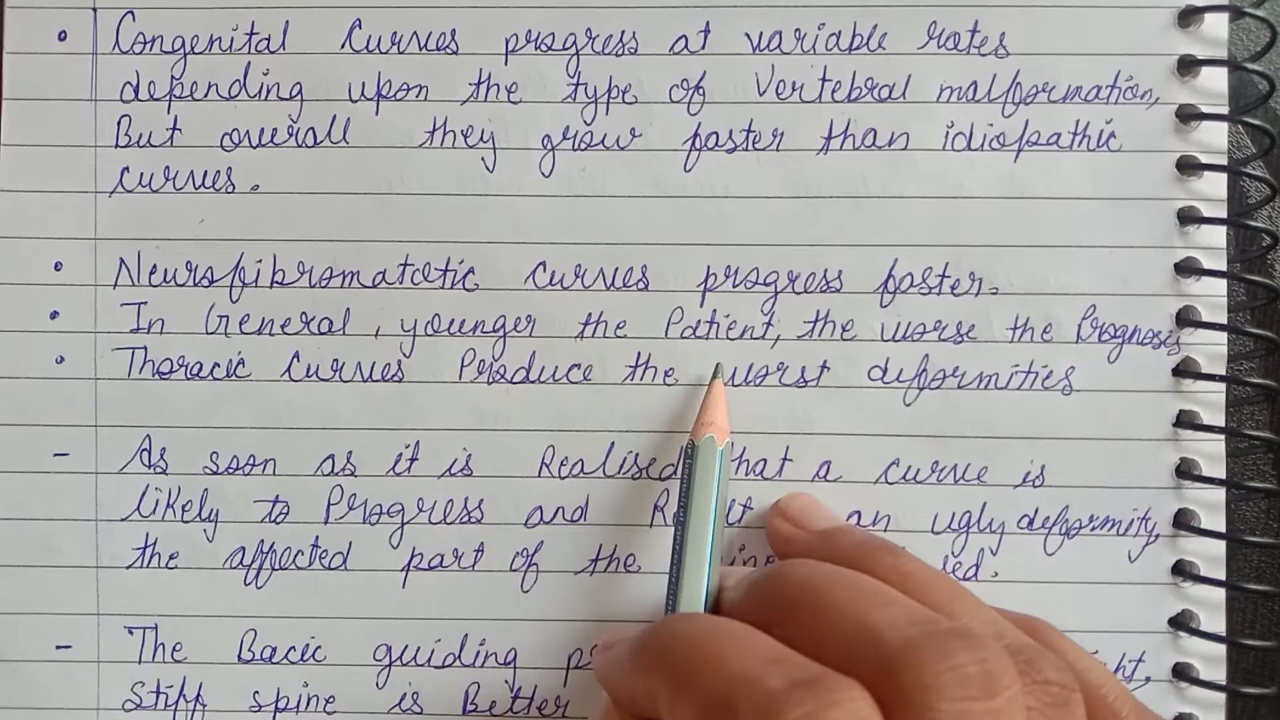 Congenital Curves progress at variable rates
depending upon the type of Vertebral malformation,
But overall they grow faster than idiopathic
curves.
Neurofibromatotic curves progress faster.
In General, younger the Patient, the worse the Prognosis
Thoracic Curves Produce the worst deformities
- As soon as it is Realised that a curve is
likely to Progress and an ugly deformity,
the affected part of the
- The Bacic guiding
Stiff spine is Better